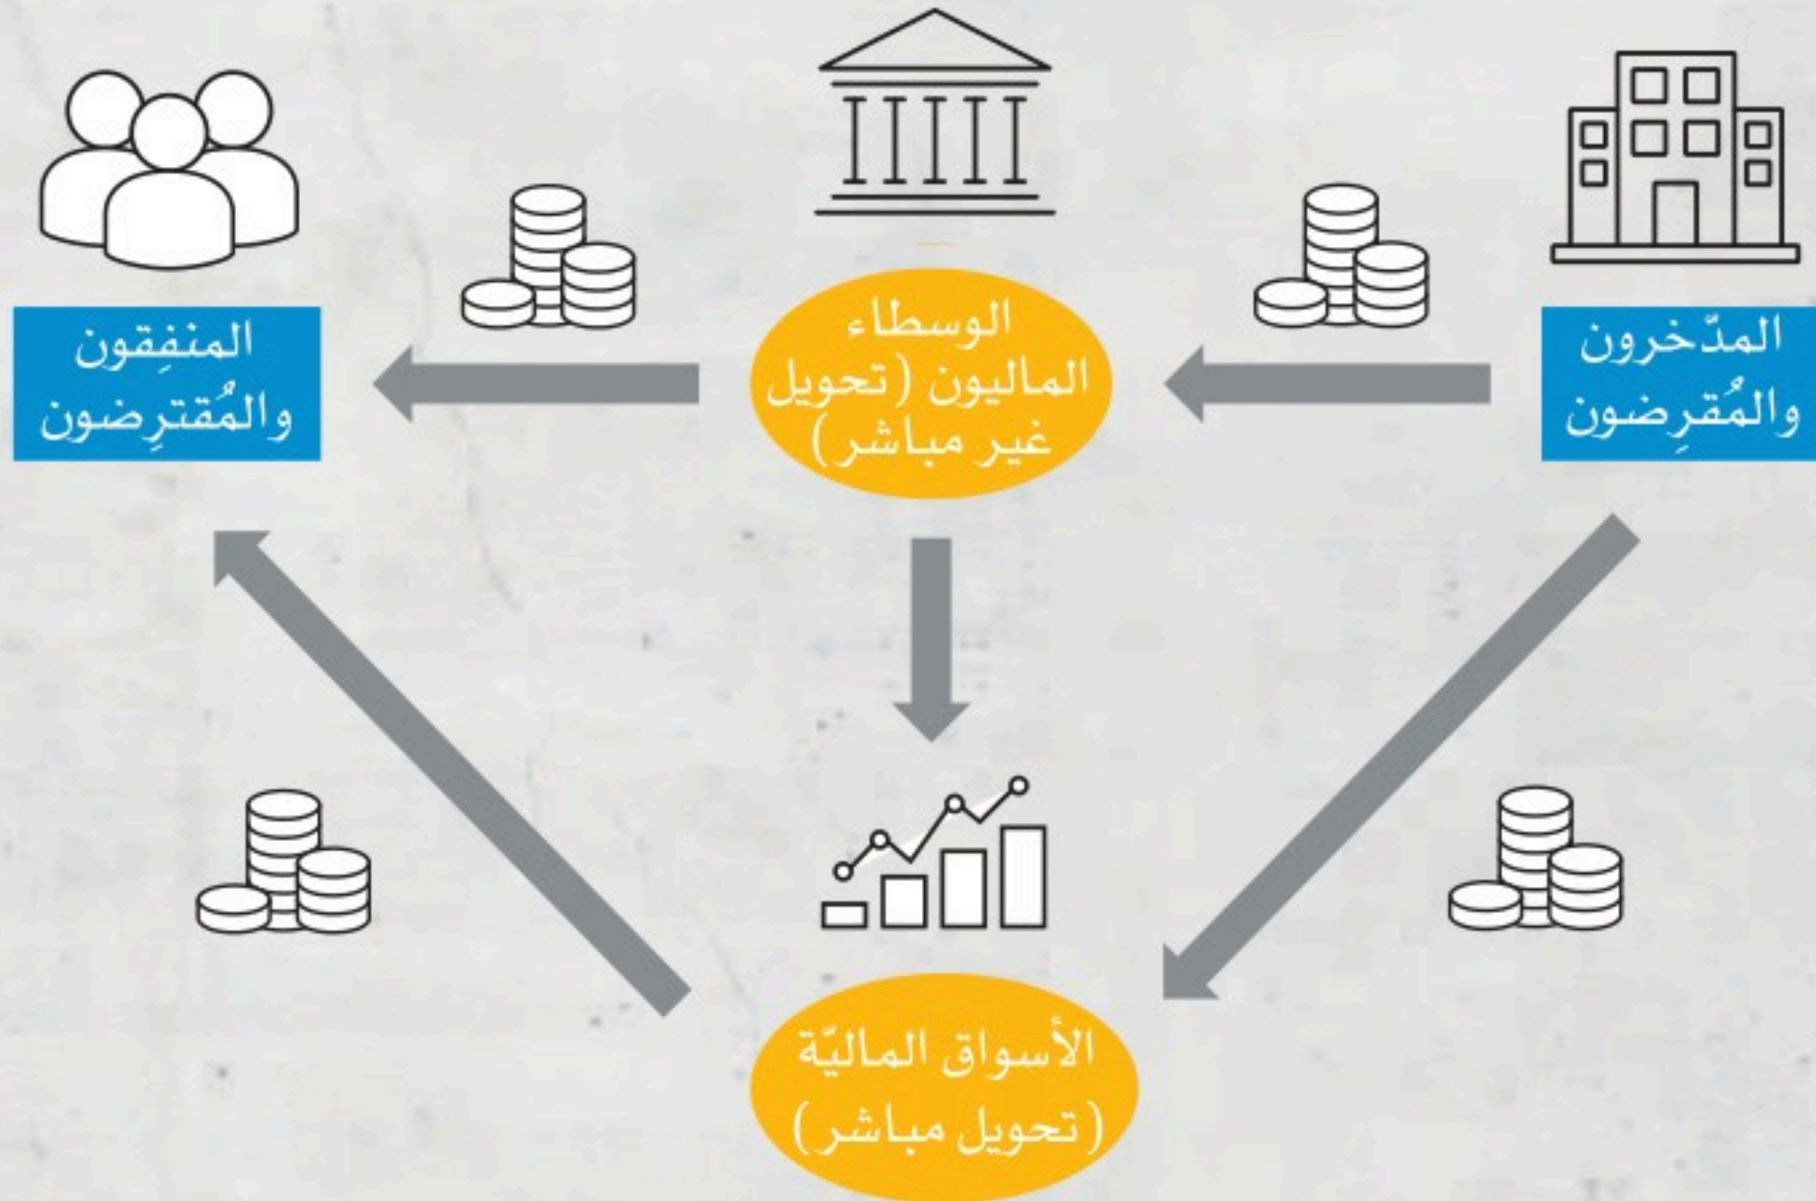 المدّخرون
والمُقرِضون
الوسطاء
الماليون (تحويل
غير مباشر)
المنفِقون
والمُقترِضون
الأسواق الماليّة
(تحويل مباشر)